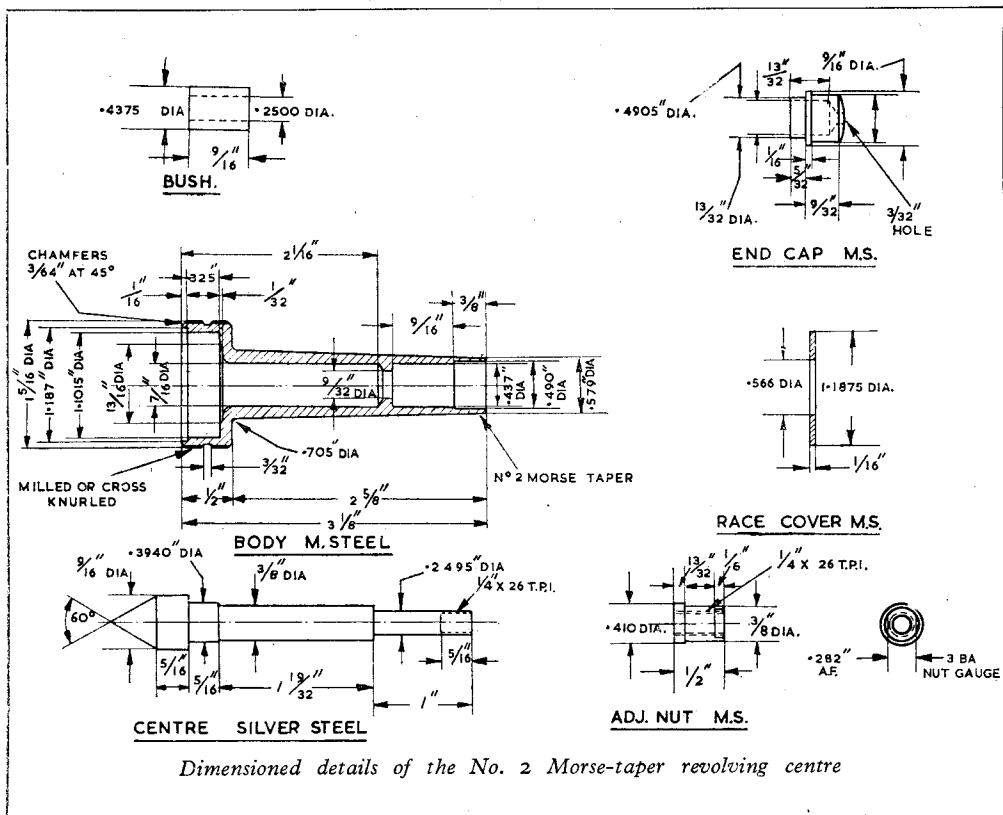 ·4375 DIA
·2500 DIA.
9/16"
BUSH.
13/32"
9/16" DIA.
·4905" DIA.
1/16"
5/32"
13/32" DIA.
9/32"
3/32" HOLE
END CAP M.S.
CHAMFERS
3/64" AT 45°
2 1/16"
1/16"
·325"
1/32"
3/8"
9/16"
1 5/16" DIA
1·187" DIA
1·1015" DIA
13/16" DIA
7/16" DIA
9/32" DIA
·437" DIA
·490" DIA
·579" DIA
·705" DIA
3/32"
MILLED OR CROSS
KNURLED
1/2"
2 5/8"
3 1/8"
Nº 2 MORSE TAPER
BODY M. STEEL
·566 DIA
1·1875 DIA.
1/16"
RACE COVER M.S.
9/16" DIA
·3940" DIA
3/8" DIA
·2495" DIA
1/4" X 26 T.P.I.
60°
5/16"
5/16"
1 19/32"
5/16"
1"
CENTRE SILVER STEEL
13/32"
1/4" X 26 T.P.I.
·410 DIA.
3/8" DIA.
1/2"
·282"
A.F.
3 BA
NUT GAUGE
ADJ. NUT M.S.
Dimensioned details of the No. 2 Morse-taper revolving centre